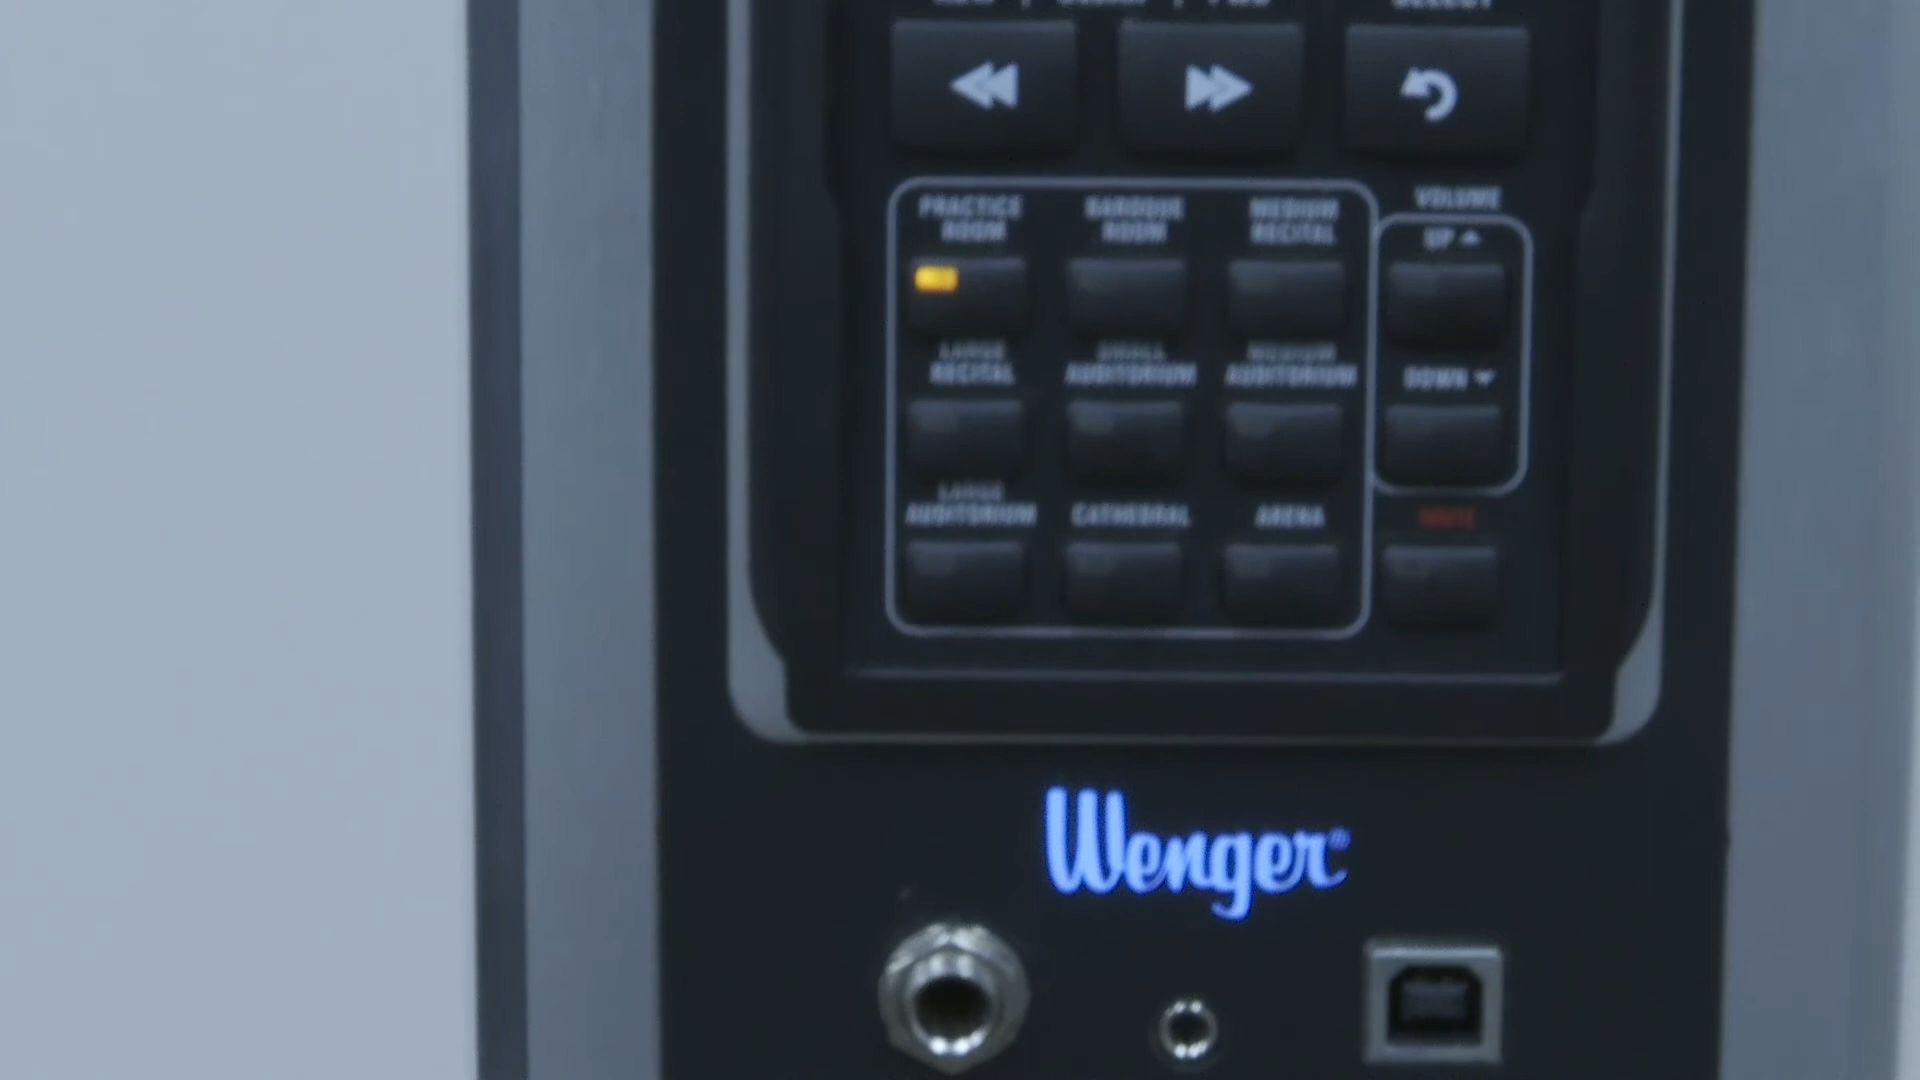 SELECT
PRACTICE BAROQUE MEDIUM VOLUME
ROOM ROOM RECITAL UP
LARGE SMALL MEDIUM
RECITAL AUDITORIUM AUDITORIUM DOWN
LARGE
AUDITORIUM CATHEDRAL ARENA MUTE
Wenger®